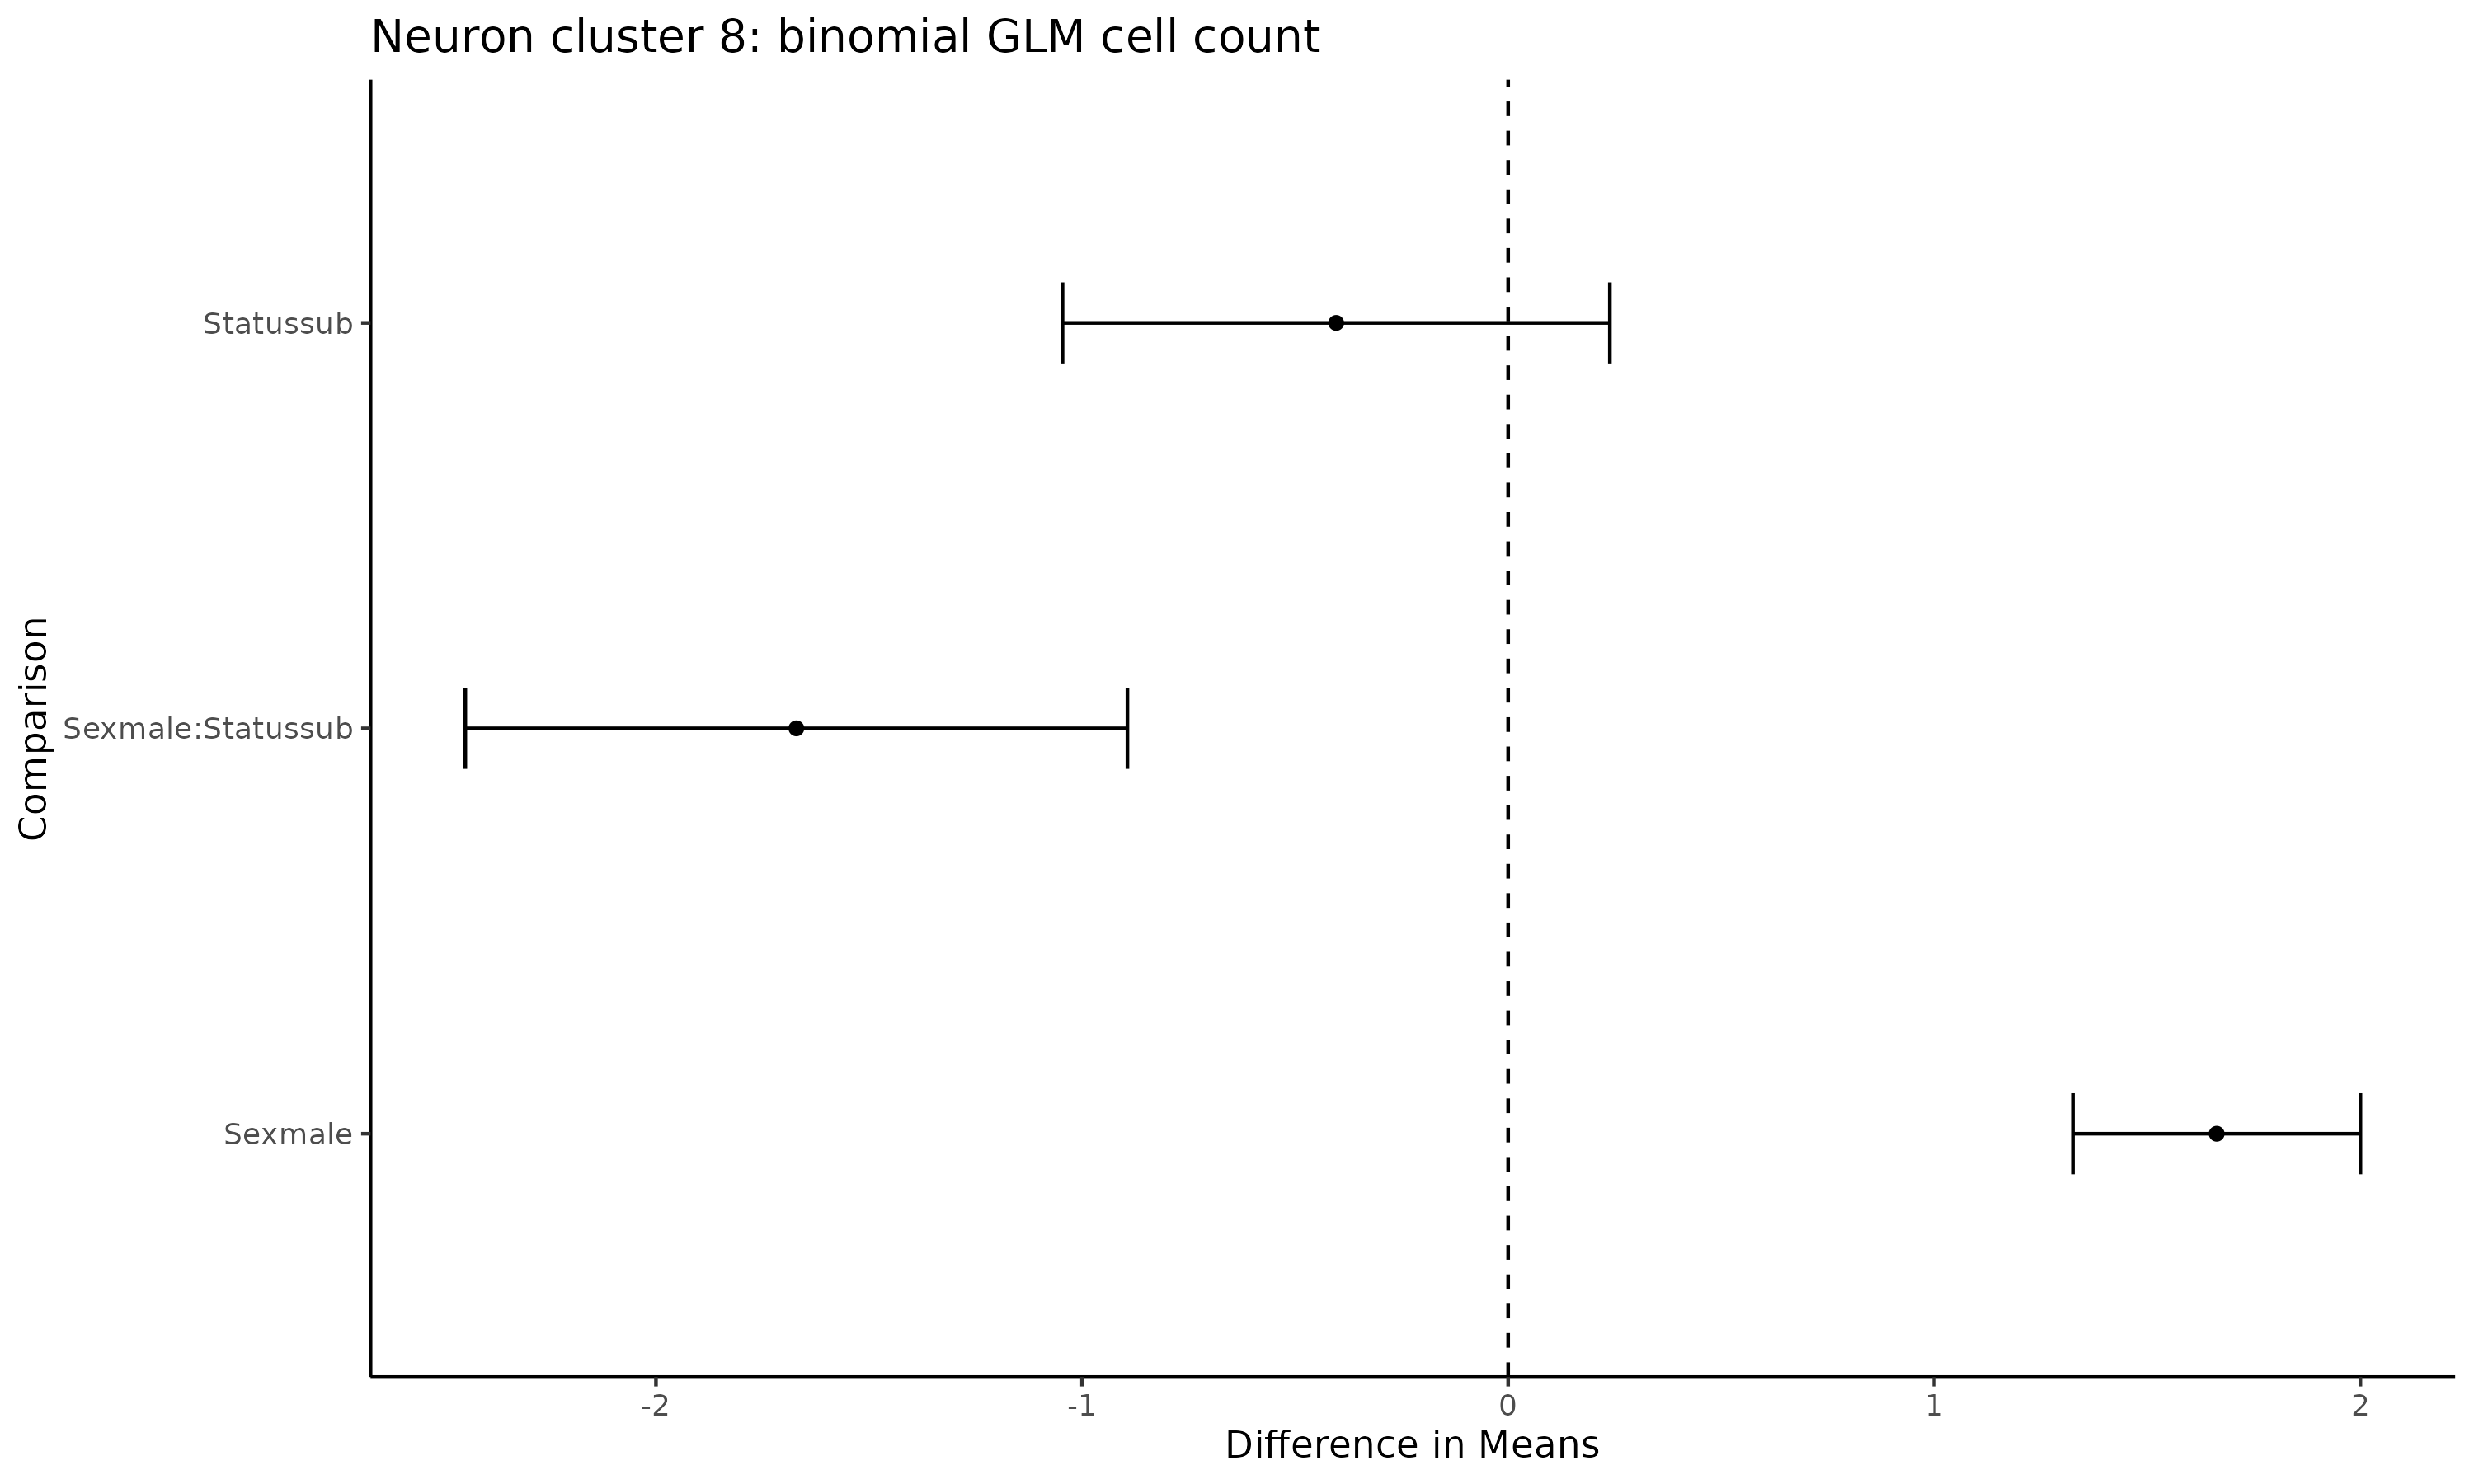 Neuron cluster 8: binomial GLM cell count
Statussub
Sexmale:Statussub
Sexmale
Comparison
-2
-1
0
1
2
Difference in Means